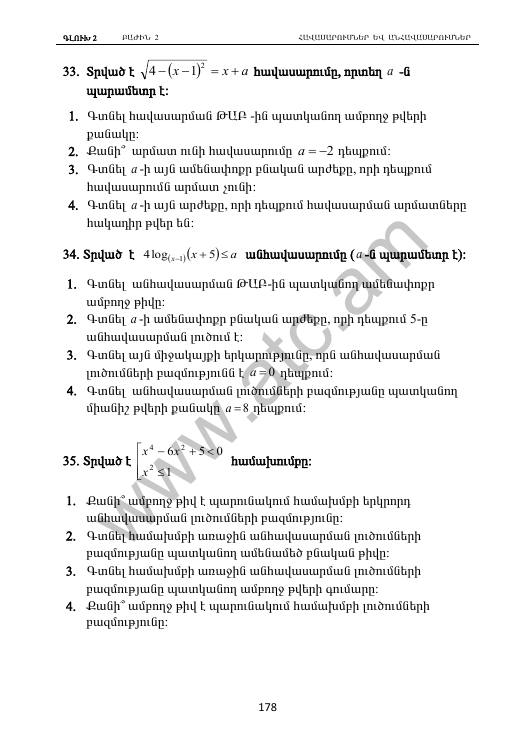 ԳԼՈՒԽ 2 ԲԱԺԻՆ 2 ՀԱՎԱՍԱՐՈՒՄՆԵՐ ԵՎ ԱՆՀԱՎԱՍԱՐՈՒՄՆԵՐ
33. Տրված է √(4−(x−1)²) = x + a հավասարումը, որտեղ a -ն
պարամետր է:
1. Գտնել հավասարման ԹԱԲ -ին պատկանող ամբողջ թվերի
քանակը:
2. Քանի՞ արմատ ունի հավասարումը a = −2 դեպքում:
3. Գտնել a -ի այն ամենափոքր բնական արժեքը, որի դեպքում
հավասարումն արմատ չունի:
4. Գտնել a -ի այն արժեքը, որի դեպքում հավասարման արմատները
հակադիր թվեր են:
34. Տրված է 4log₍ₓ₋₁₎(x + 5) ≤ a անհավասարումը (a -ն պարամետր է):
1. Գտնել անհավասարման ԹԱԲ-ին պատկանող ամենափոքր
ամբողջ թիվը:
2. Գտնել a -ի ամենափոքր բնական արժեքը, որի դեպքում 5-ը
անհավասարման լուծում է:
3. Գտնել այն միջակայքի երկարությունը, որն անհավասարման
լուծումների բազմությունն է a = 0 դեպքում:
4. Գտնել անհավասարման լուծումների բազմությանը պատկանող
միանիշ թվերի քանակը a = 8 դեպքում:
35. Տրված է [x⁴ − 6x² + 5 < 0
x² ≤ 1 համախումբը:
1. Քանի՞ ամբողջ թիվ է պարունակում համախմբի երկրորդ
անհավասարման լուծումների բազմությունը:
2. Գտնել համախմբի առաջին անհավասարման լուծումների
բազմությանը պատկանող ամենամեծ բնական թիվը:
3. Գտնել համախմբի առաջին անհավասարման լուծումների
բազմությանը պատկանող ամբողջ թվերի գումարը:
4. Քանի՞ ամբողջ թիվ է պարունակում համախմբի լուծումների
բազմությունը:
www.atc.am
178